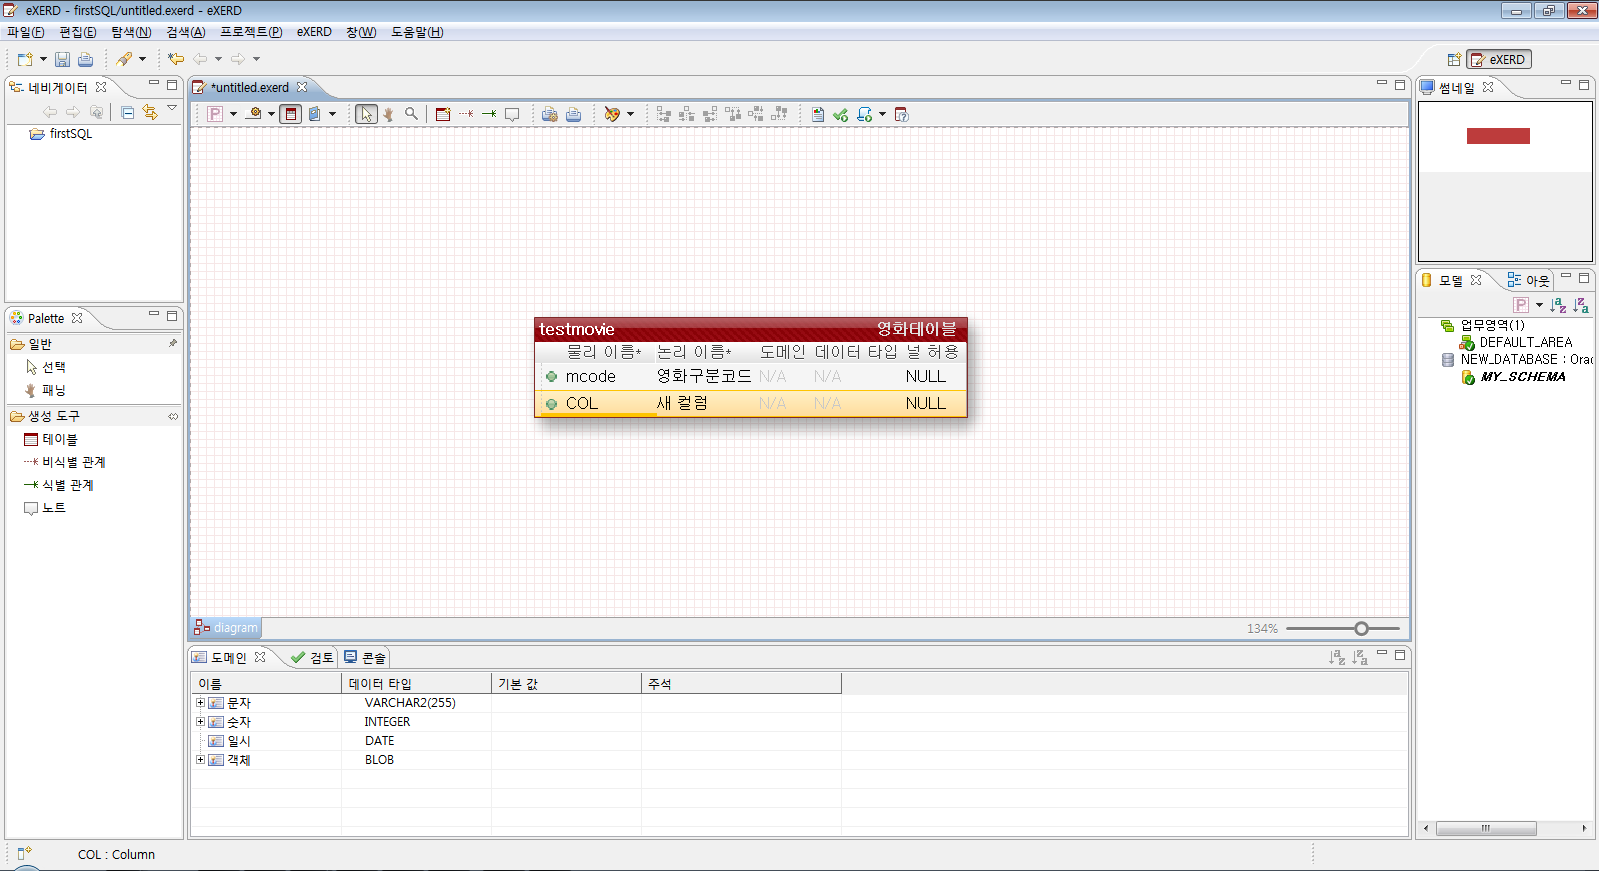 eXERD - firstSQL/untitled.exerd - eXERD
파일(F) 편집(E) 탐색(N) 검색(A) 프로젝트(P) eXERD 창(W) 도움말(H)
eXERD
네비게이터
firstSQL
*untitled.exerd
P
썸네일
testmovie 영화테이블
물리 이름* 논리 이름* 도메인 데이터 타입 널 허용
mcode 영화구분코드 N/A N/A NULL
COL 새 컬럼 N/A N/A NULL
diagram
134%
Palette
일반
선택
패닝
생성 도구
테이블
비식별 관계
식별 관계
노트
모델 아웃
P
업무영역(1)
DEFAULT_AREA
NEW_DATABASE : Orac
MY_SCHEMA
도메인 검토 콘솔
이름 데이터 타입 기본 값 주석
문자 VARCHAR2(255)
숫자 INTEGER
일시 DATE
객체 BLOB
COL : Column